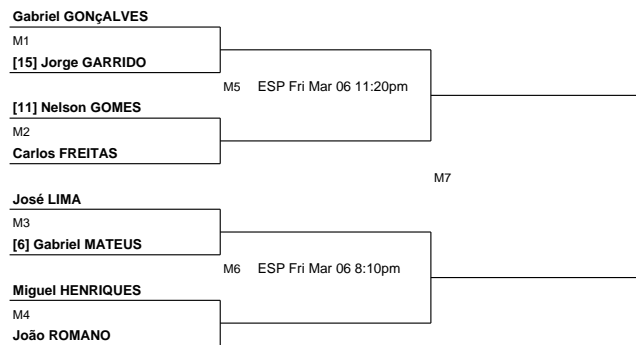 Gabriel GONçALVES
M1
[15] Jorge GARRIDO
M5 ESP Fri Mar 06 11:20pm
[11] Nelson GOMES
M2
Carlos FREITAS
M7
José LIMA
M3
[6] Gabriel MATEUS
M6 ESP Fri Mar 06 8:10pm
Miguel HENRIQUES
M4
João ROMANO